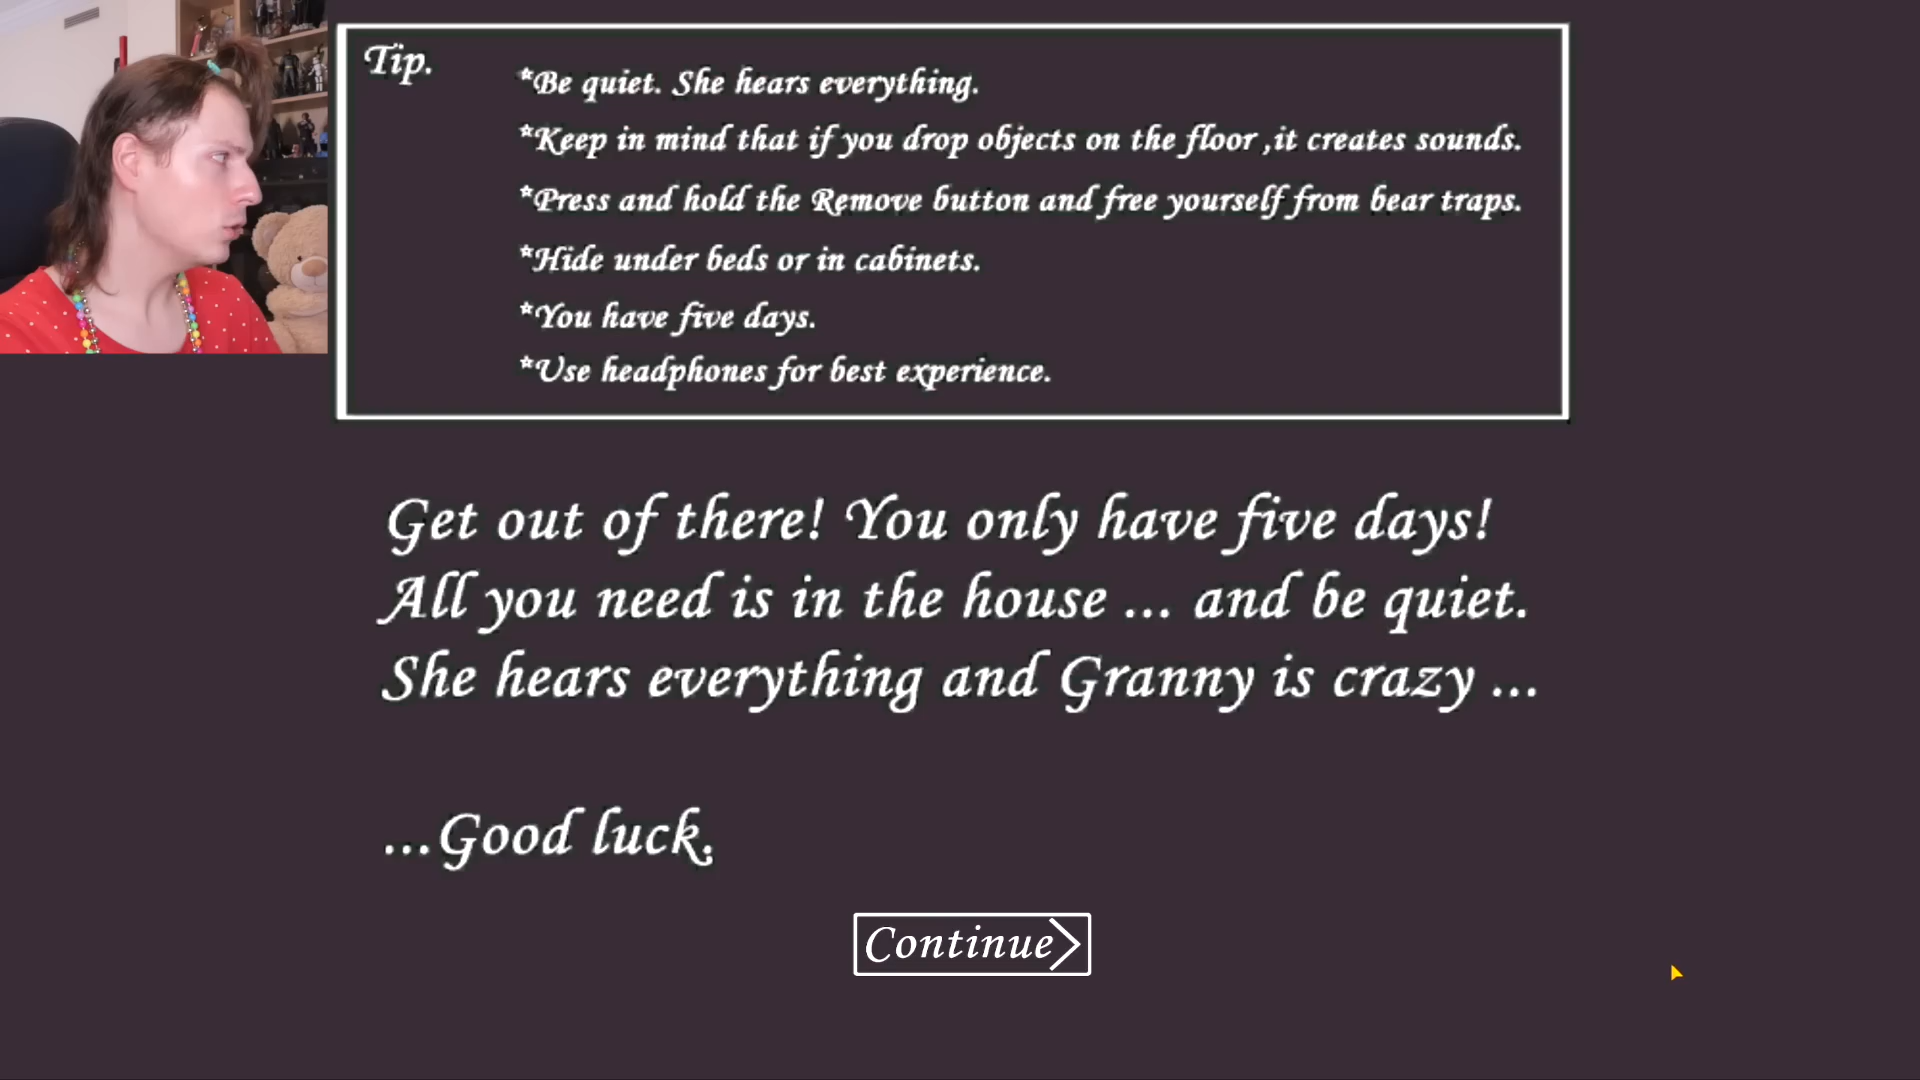 Tip.
*Be quiet. She hears everything.
*Keep in mind that if you drop objects on the floor ,it creates sounds.
*Press and hold the Remove button and free yourself from bear traps.
*Hide under beds or in cabinets.
*You have five days.
*Use headphones for best experience.
Get out of there! You only have five days!
All you need is in the house ... and be quiet.
She hears everything and Granny is crazy ...
...Good luck.
Continue